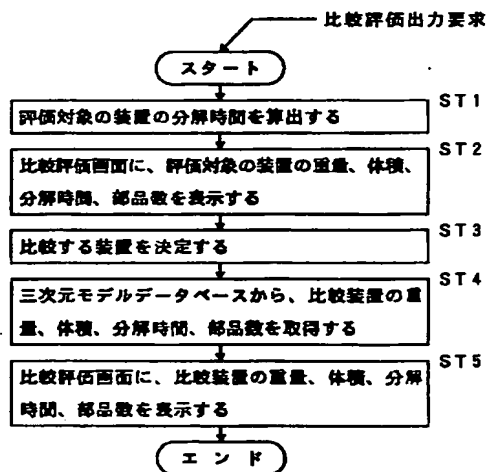 比較評価出力要求
スタート
ST1
評価対象の装置の分解時間を算出する
ST2
比較評価画面に、評価対象の装置の重量、体積、
分解時間、部品数を表示する
ST3
比較する装置を決定する
ST4
三次元モデルデータベースから、比較装置の重
量、体積、分解時間、部品数を取得する
ST5
比較評価画面に、比較装置の重量、体積、分解
時間、部品数を表示する
エンド